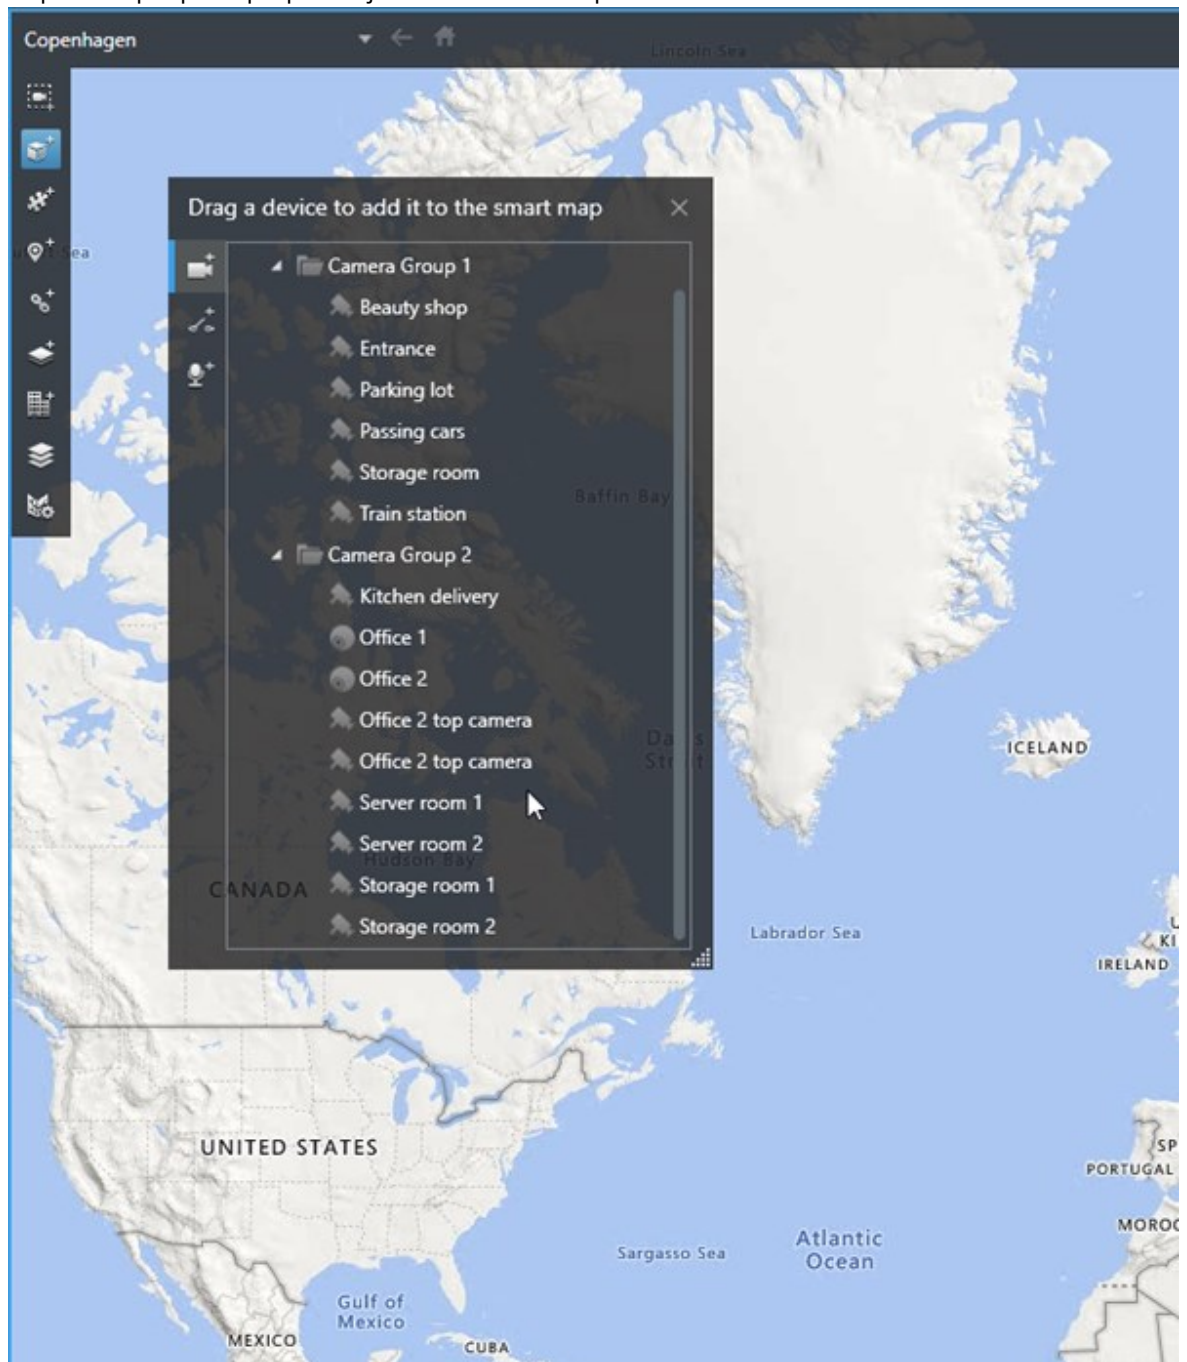 Copenhagen
Lincoln Sea
Drag a device to add it to the smart map
Sea
Camera Group 1
Beauty shop
Entrance
Parking lot
Passing cars
Storage room
Baffin Bay
Train station
Camera Group 2
Kitchen delivery
Office 1
Office 2
Office 2 top camera
Office 2 top camera
ICELAND
Server room 1
Server room 2
Hudson Bay
CANADA
Storage room 1
Storage room 2
Labrador Sea
KI
IRELAND
UNITED STATES
SP
PORTUGAL
MOROC
Atlantic
Ocean
Sargasso Sea
Gulf of
Mexico
MEXICO
CUBA